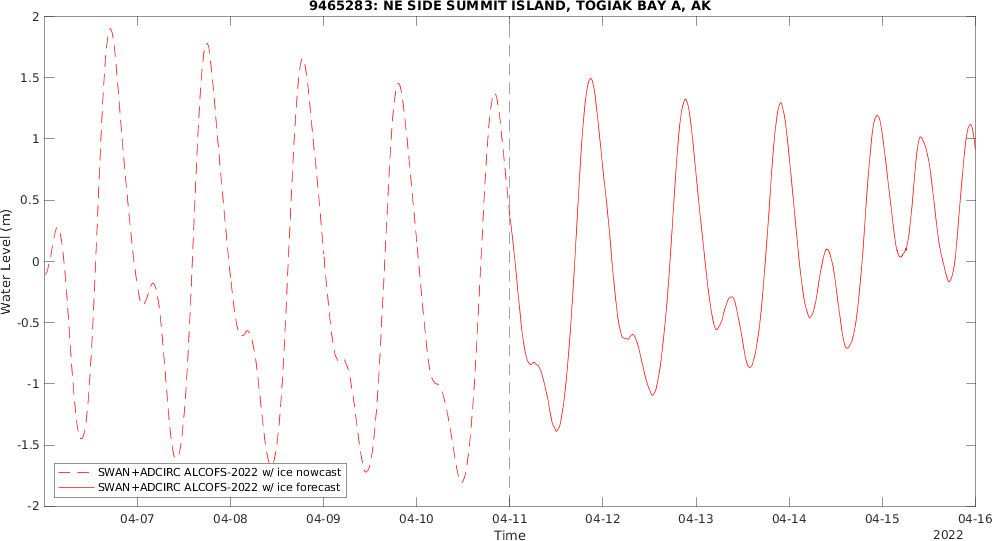 9465283: NE SIDE SUMMIT ISLAND, TOGIAK BAY A, AK
Water Level (m)
2
1.5
1
0.5
0
-0.5
-1
-1.5
-2
SWAN+ADCIRC ALCOFS-2022 w/ ice nowcast
SWAN+ADCIRC ALCOFS-2022 w/ ice forecast
04-07 04-08 04-09 04-10 04-11 04-12 04-13 04-14 04-15 04-16
Time
2022